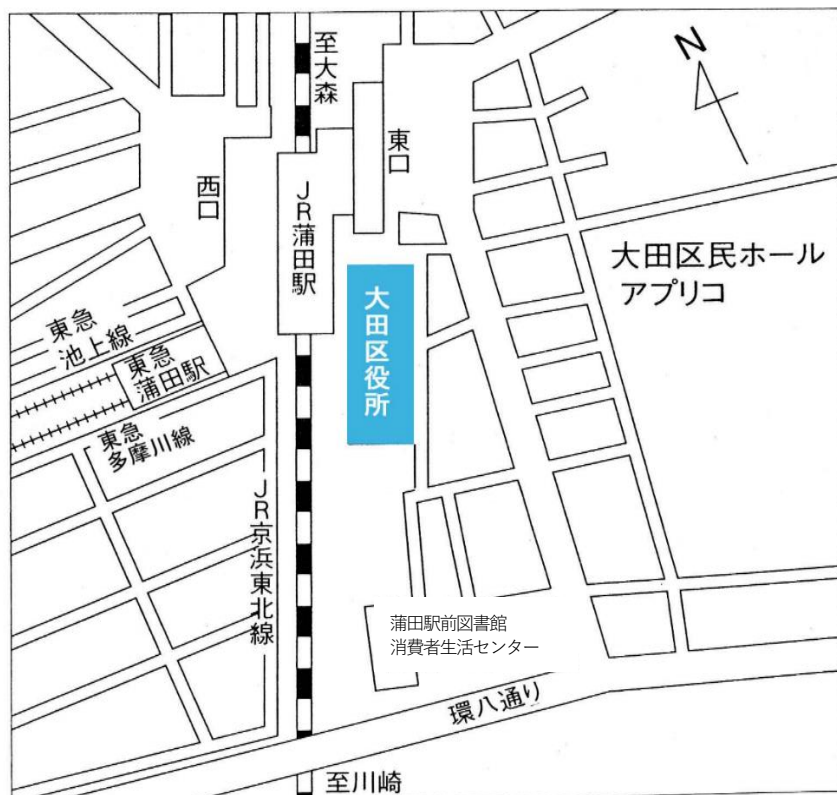 至大森
N
東口
西口
JR蒲田駅
大田区民ホール
アプリコ
大田区役所
東急
池上線
東急
蒲田駅
東急
多摩川線
JR京浜東北線
蒲田駅前図書館
消費者生活センター
環八通り
至川崎